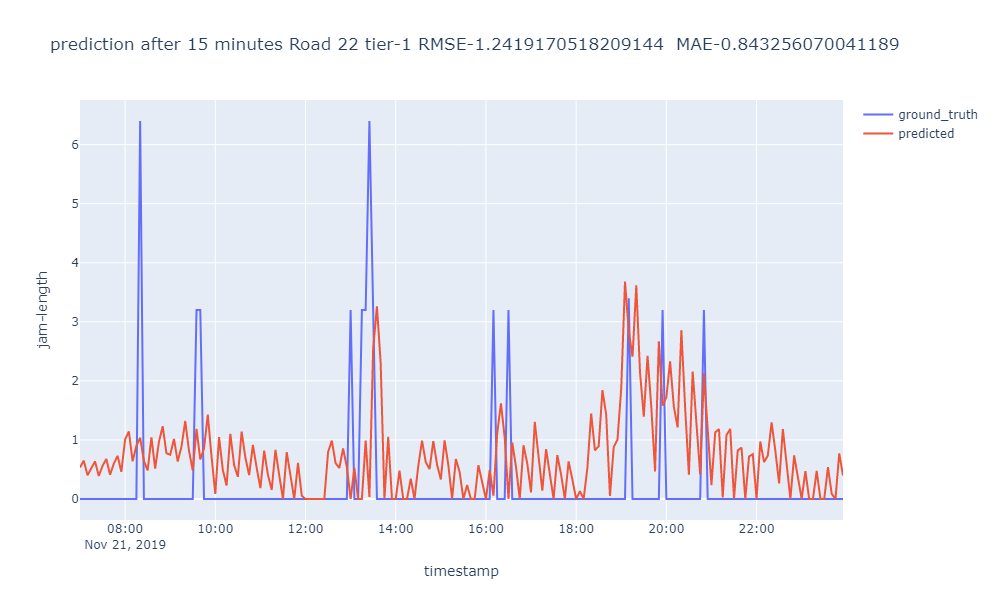 prediction after 15 minutes Road 22 tier-1 RMSE-1.2419170518209144  MAE-0.843256070041189
ground_truth
predicted
jam-length
6
5
4
3
2
1
0
08:00 10:00 12:00 14:00 16:00 18:00 20:00 22:00
Nov 21, 2019
timestamp